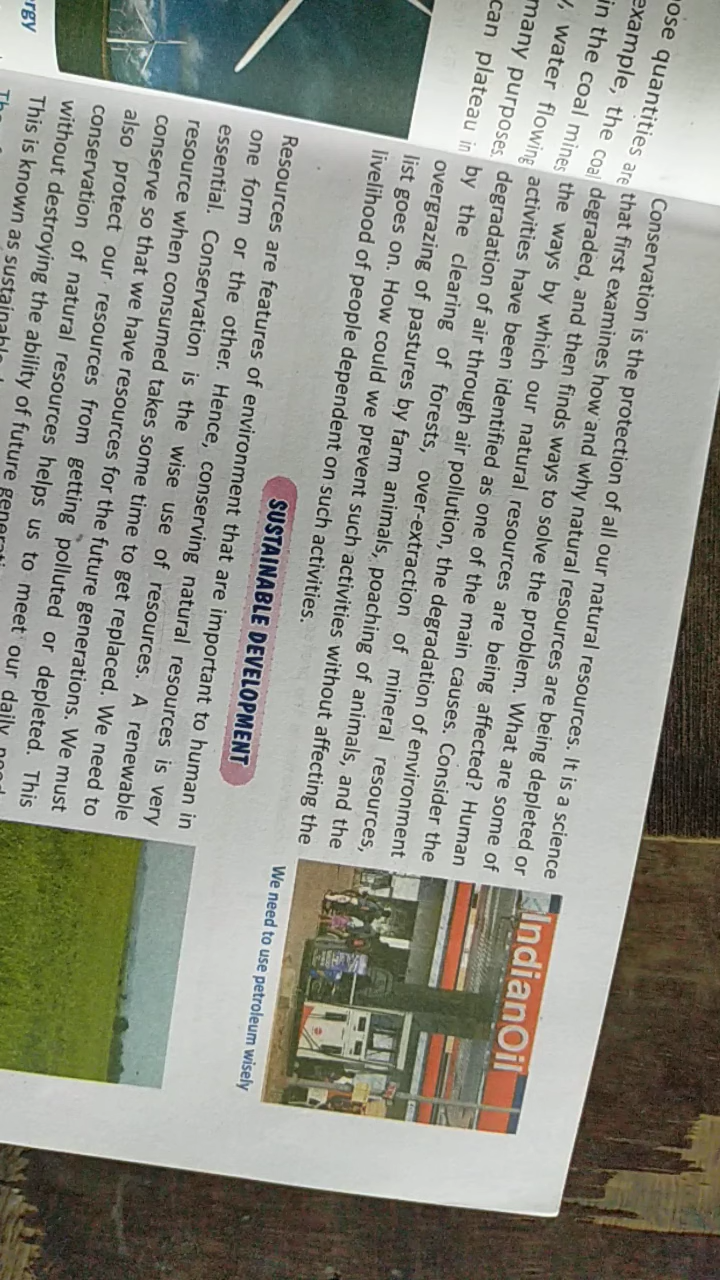 ose quantities are
example, the coal
in the coal mines
, water flowing
many purposes.
can plateau in
rgy
Conservation is the protection of all our natural resources. It is a science
that first examines how and why natural resources are being depleted or
degraded, and then finds ways to solve the problem. What are some of
the ways by which our natural resources are being affected? Human
activities have been identified as one of the main causes. Consider the
degradation of air through air pollution, the degradation of environment
by the clearing of forests, over-extraction of mineral resources,
overgrazing of pastures by farm animals, poaching of animals, and the
list goes on. How could we prevent such activities without affecting the
livelihood of people dependent on such activities.
IndianOil
We need to use petroleum wisely
SUSTAINABLE DEVELOPMENT
Resources are features of environment that are important to human in
one form or the other. Hence, conserving natural resources is very
essential. Conservation is the wise use of resources. A renewable
resource when consumed takes some time to get replaced. We need to
conserve so that we have resources for the future generations. We must
also protect our resources from getting polluted or depleted. This
conservation of natural resources helps us to meet our daily need
without destroying the ability of future generati
This is known as sustainable d